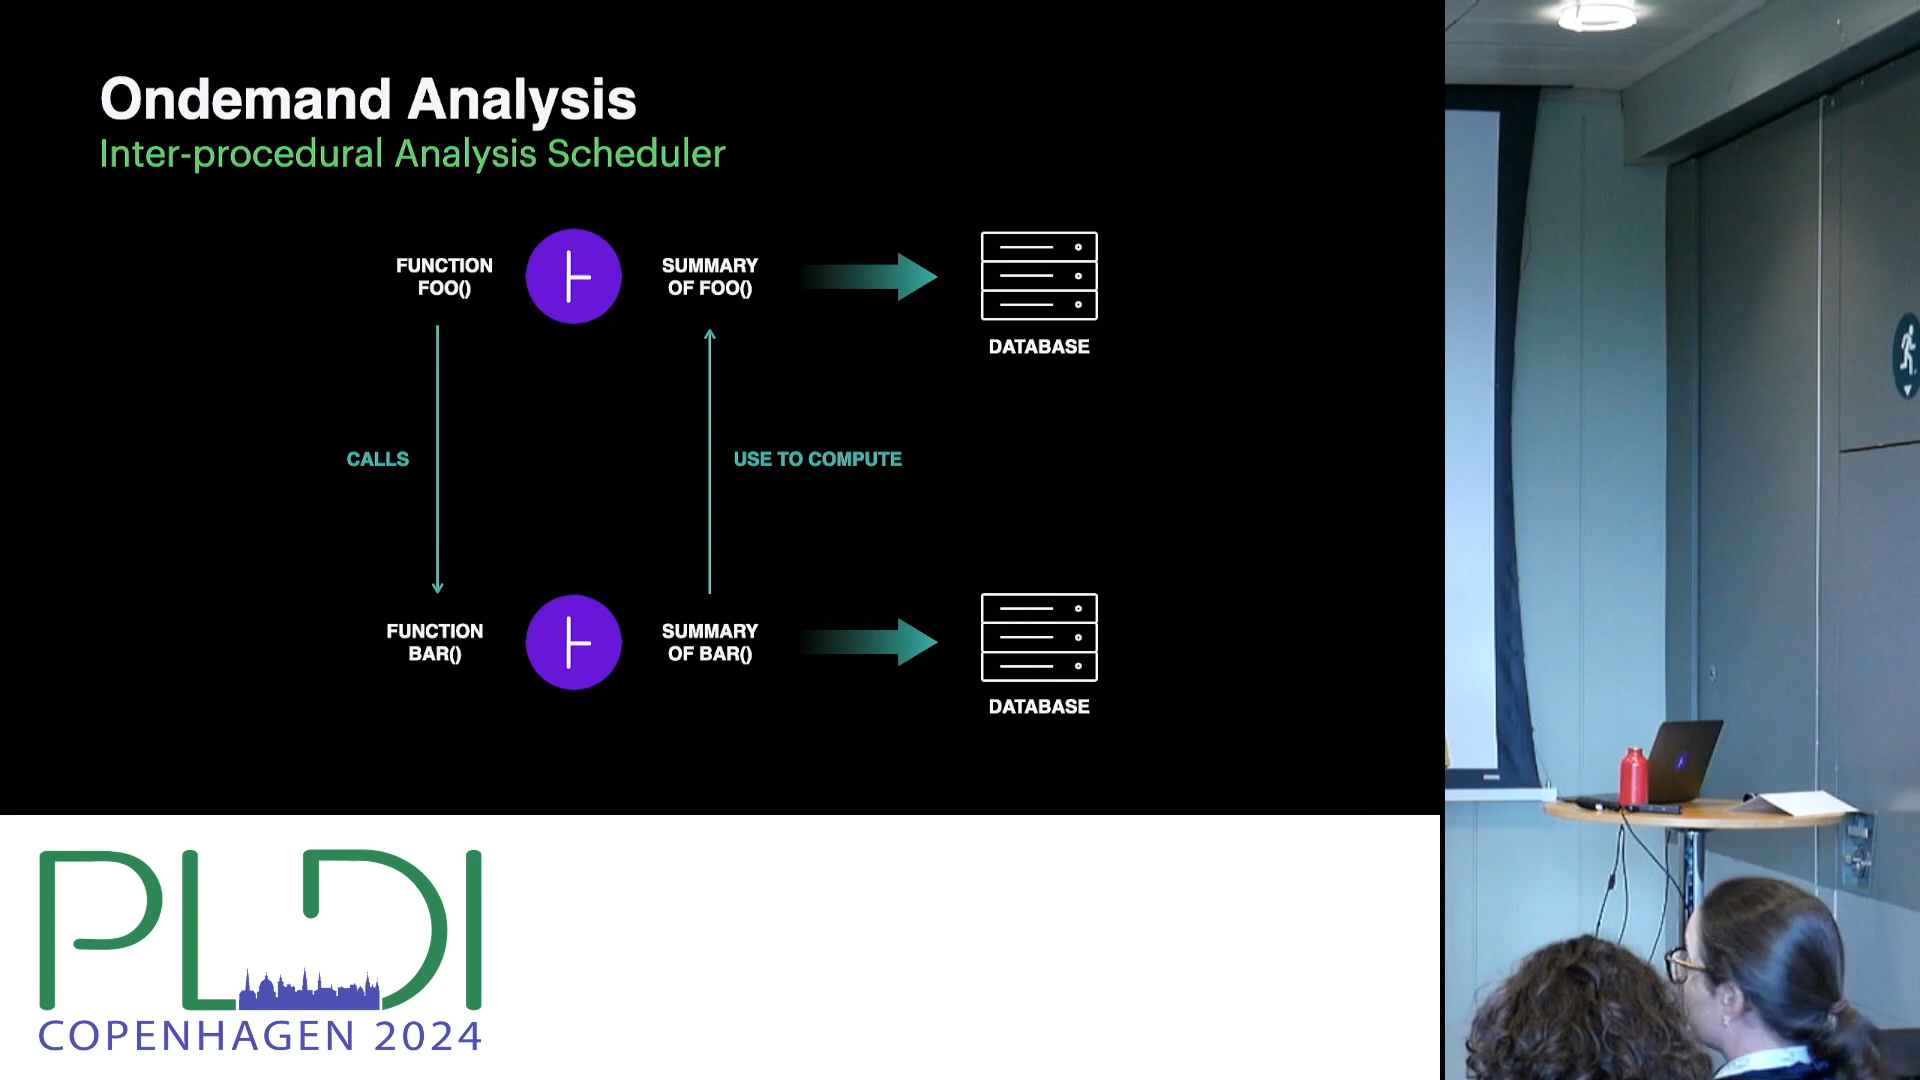 Ondemand Analysis
Inter-procedural Analysis Scheduler
FUNCTION
FOO()
SUMMARY
OF FOO()
DATABASE
CALLS
USE TO COMPUTE
FUNCTION
BAR()
SUMMARY
OF BAR()
DATABASE
PLDI
COPENHAGEN 2024